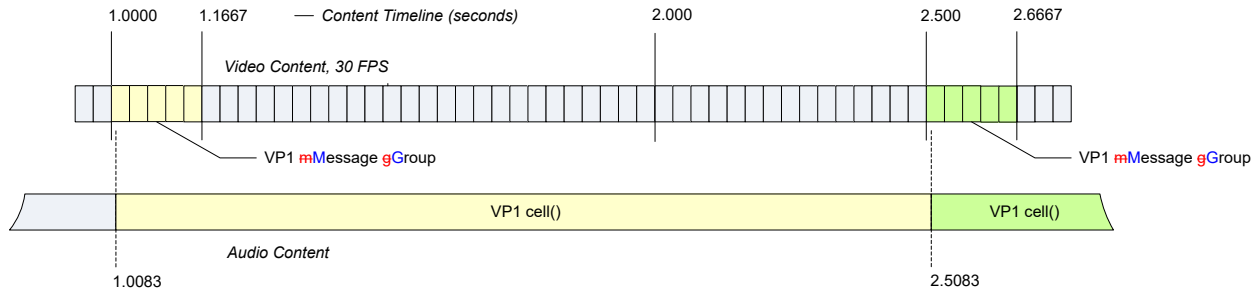 1.0000
1.1667
Content Timeline (seconds)
2.000
2.500
2.6667
Video Content, 30 FPS
VP1 mMessage gGroup
VP1 mMessage gGroup
VP1 cell()
VP1 cell()
Audio Content
1.0083
2.5083